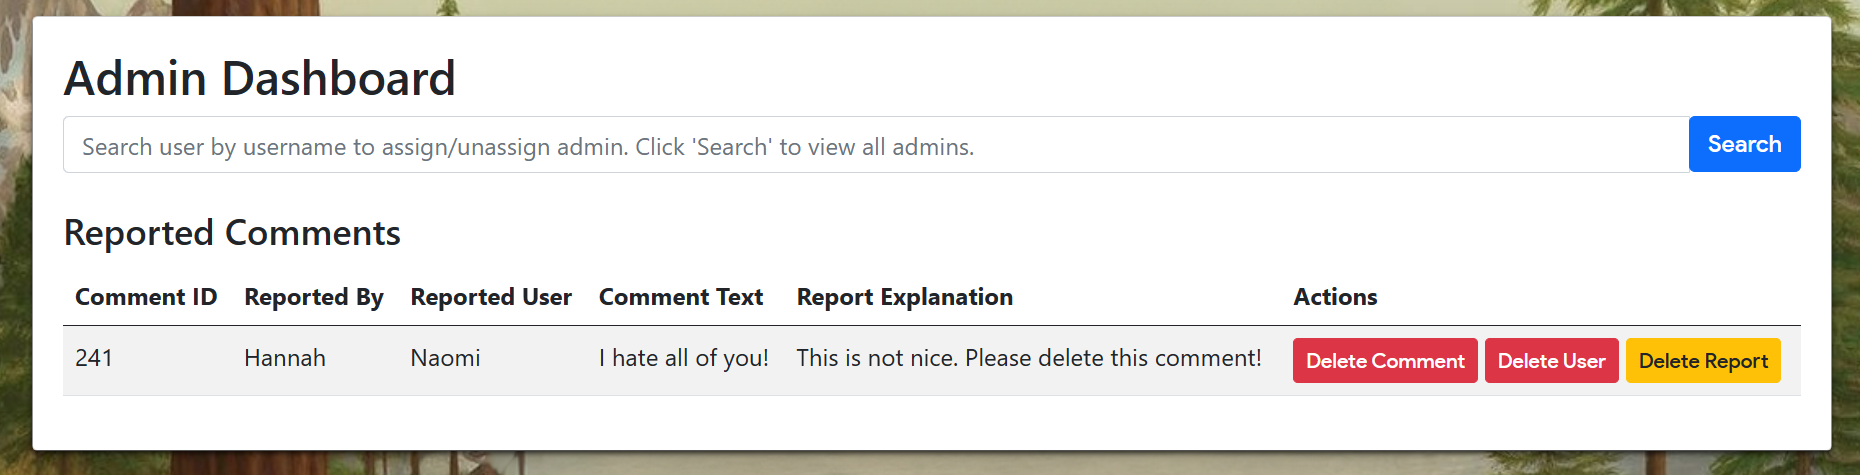 Admin Dashboard
Search user by username to assign/unassign admin. Click 'Search' to view all admins. Search
Reported Comments
Comment ID Reported By Reported User Comment Text Report Explanation Actions
241 Hannah Naomi I hate all of you! This is not nice. Please delete this comment! Delete Comment Delete User Delete Report